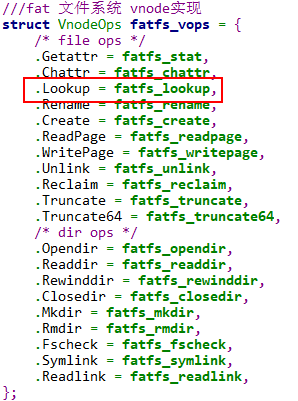 ///fat 文件系统 vnode实现
struct VnodeOps fatfs_vops = {
/* file ops */
.Getattr = fatfs_stat,
.Chattr = fatfs_chattr,
.Lookup = fatfs_lookup,
.Rename = fatfs_rename,
.Create = fatfs_create,
.ReadPage = fatfs_readpage,
.WritePage = fatfs_writepage,
.Unlink = fatfs_unlink,
.Reclaim = fatfs_reclaim,
.Truncate = fatfs_truncate,
.Truncate64 = fatfs_truncate64,
/* dir ops */
.Opendir = fatfs_opendir,
.Readdir = fatfs_readdir,
.Rewinddir = fatfs_rewinddir,
.Closedir = fatfs_closedir,
.Mkdir = fatfs_mkdir,
.Rmdir = fatfs_rmdir,
.Fscheck = fatfs_fscheck,
.Symlink = fatfs_symlink,
.Readlink = fatfs_readlink,
};